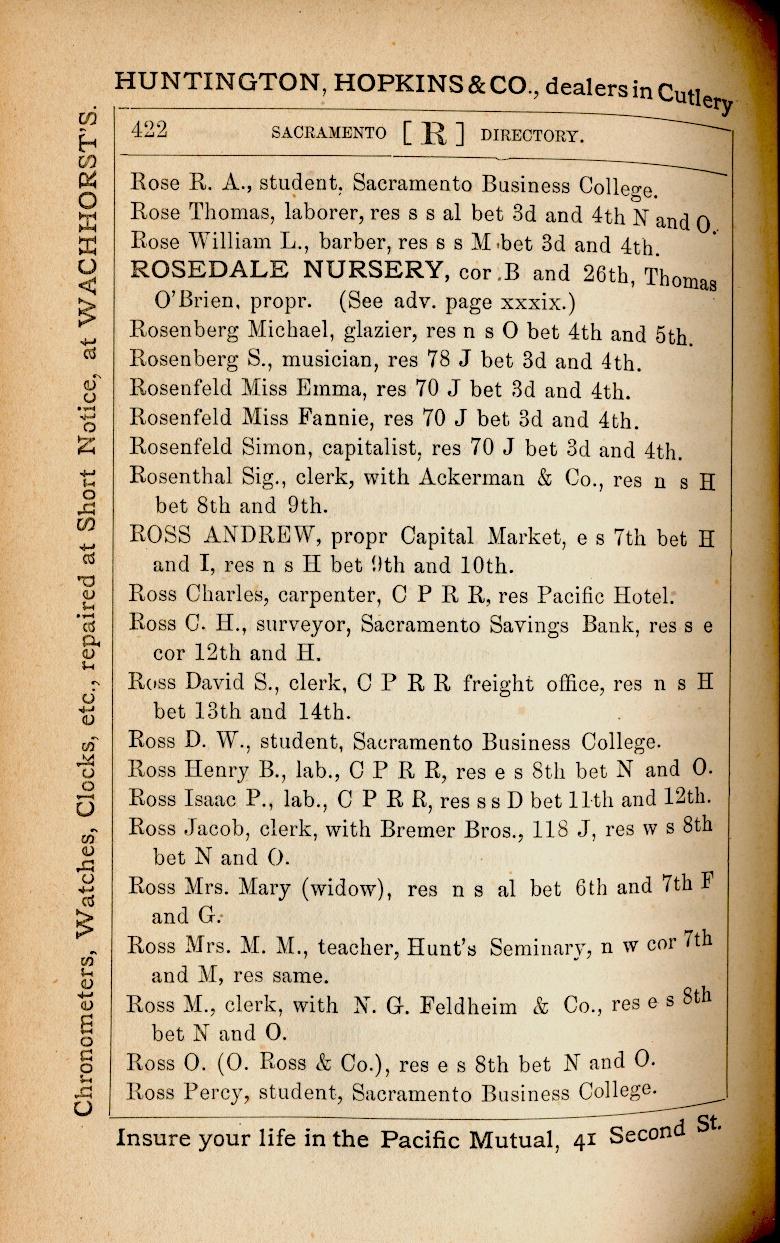 HUNTINGTON, HOPKINS & CO., dealers in Cutlery
422 SACRAMENTO [R] DIRECTORY.
Rose R. A., student, Sacramento Business College.
Rose Thomas, laborer, res s s al bet 3d and 4th N and O.
Rose William L., barber, res s s M bet 3d and 4th.
ROSEDALE NURSERY, cor B and 26th, Thomas
O'Brien, propr. (See adv. page xxxix.)
Rosenberg Michael, glazier, res n s O bet 4th and 5th.
Rosenberg S., musician, res 78 J bet 3d and 4th.
Rosenfeld Miss Emma, res 70 J bet 3d and 4th.
Rosenfeld Miss Fannie, res 70 J bet 3d and 4th.
Rosenfeld Simon, capitalist, res 70 J bet 3d and 4th.
Rosenthal Sig., clerk, with Ackerman & Co., res n s H
bet 8th and 9th.
ROSS ANDREW, propr Capital Market, e s 7th bet H
and I, res n s H bet 9th and 10th.
Ross Charles, carpenter, C P R R, res Pacific Hotel.
Ross C. H., surveyor, Sacramento Savings Bank, res s e
cor 12th and H.
Ross David S., clerk, C P R R freight office, res n s H
bet 13th and 14th.
Ross D. W., student, Sacramento Business College.
Ross Henry B., lab., C P R R, res e s 8th bet N and O.
Ross Isaac P., lab., C P R R, res s s D bet 11th and 12th.
Ross Jacob, clerk, with Bremer Bros., 118 J, res w s 8th
bet N and O.
Ross Mrs. Mary (widow), res n s al bet 6th and 7th F
and G.
Ross Mrs. M. M., teacher, Hunt's Seminary, n w cor 7th
and M, res same.
Ross M., clerk, with N. G. Feldheim & Co., res e s 8th
bet N and O.
Ross O. (O. Ross & Co.), res e s 8th bet N and O.
Ross Percy, student, Sacramento Business College.
Insure your life in the Pacific Mutual, 41 Second St.
Chronometers, Watches, Clocks, etc., repaired at Short Notice, at WACHHORST'S.